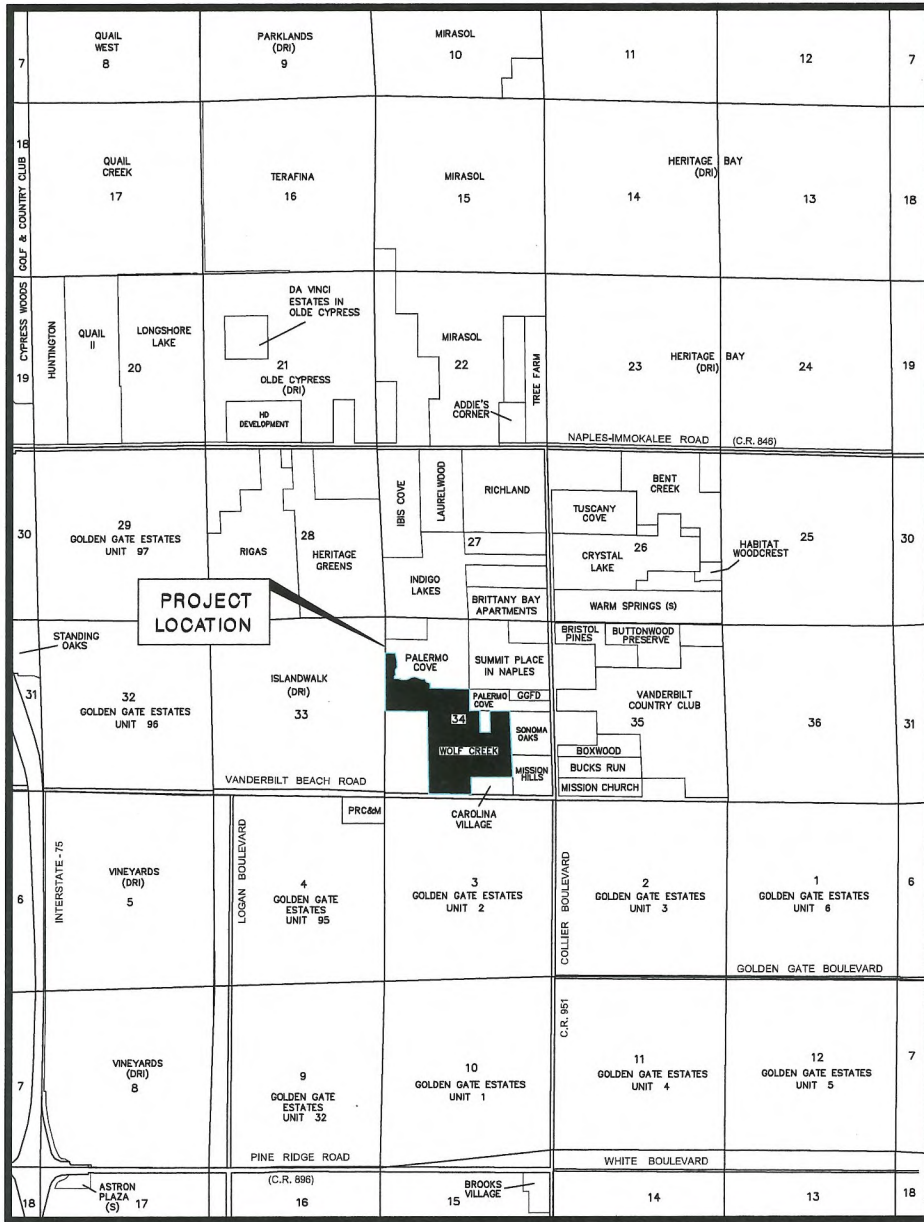 QUAIL
WEST
8
PARKLANDS
(DRI)
9
MIRASOL
10
11
12
7
7
18
GOLF & COUNTRY CLUB
QUAIL
CREEK
17
TERAFINA
16
MIRASOL
15
HERITAGE BAY
(DRI)
14
13
18
CYPRESS WOODS
19
HUNTINGTON
QUAIL
II
LONGSHORE
LAKE
20
DA VINCI
ESTATES IN
OLDE CYPRESS
21
OLDE CYPRESS
(DRI)
HD
DEVELOPMENT
MIRASOL
22
ADDIE'S
CORNER
TREE FARM
23
HERITAGE BAY
(DRI)
24
19
NAPLES-IMMOKALEE ROAD (C.R. 846)
30
29
GOLDEN GATE ESTATES
UNIT 97
RIGAS
28
HERITAGE
GREENS
IBIS COVE
LAURELWOOD
RICHLAND
27
INDIGO
LAKES
BRITTANY BAY
APARTMENTS
TUSCANY
COVE
BENT
CREEK
26
CRYSTAL
LAKE
HABITAT
WOODCREST
WARM SPRINGS (S)
25
30
PROJECT
LOCATION
STANDING
OAKS
31
32
GOLDEN GATE ESTATES
UNIT 96
ISLANDWALK
(DRI)
33
VANDERBILT BEACH ROAD
PALERMO
COVE
SUMMIT PLACE
IN NAPLES
PALERMO
COVE
GGFD
34
WOLF CREEK
SONOMA
OAKS
MISSION
HILLS
CAROLINA
VILLAGE
BRISTOL
PINES
BUTTONWOOD
PRESERVE
VANDERBILT
COUNTRY CLUB
35
BOXWOOD
BUCKS RUN
MISSION CHURCH
36
31
6
INTERSTATE-75
VINEYARDS
(DRI)
5
LOGAN BOULEVARD
PRC&M
4
GOLDEN GATE
ESTATES
UNIT 95
3
GOLDEN GATE ESTATES
UNIT 2
COLLIER BOULEVARD
2
GOLDEN GATE ESTATES
UNIT 3
1
GOLDEN GATE ESTATES
UNIT 6
6
GOLDEN GATE BOULEVARD
7
VINEYARDS
(DRI)
8
9
GOLDEN GATE
ESTATES
UNIT 32
10
GOLDEN GATE ESTATES
UNIT 1
C.R. 951
11
GOLDEN GATE ESTATES
UNIT 4
12
GOLDEN GATE ESTATES
UNIT 5
7
PINE RIDGE ROAD
WHITE BOULEVARD
18
ASTRON
PLAZA
(S)
17
(C.R. 896)
16
15
BROOKS
VILLAGE
14
13
18